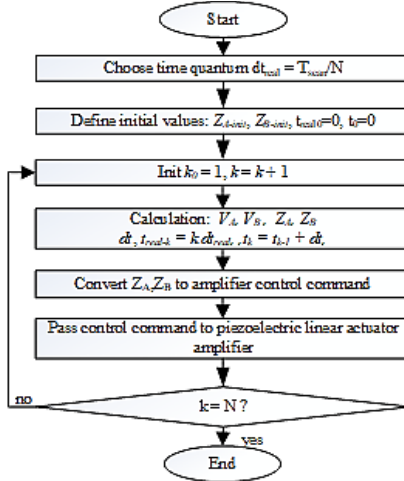 Start
Choose time quantum dt_real = T_scan/N
Define initial values: Z_A-init, Z_B-init, t_real0=0, t_0=0
Init k_0 = 1, k = k + 1
Calculation: V_A, V_B, Z_A, Z_B
dt, t_real-k = k dt_real, t_k = t_k-1 + dt,
Convert Z_A,Z_B to amplifier control command
Pass control command to piezoelectric linear actuator
amplifier
no
k = N ?
yes
End